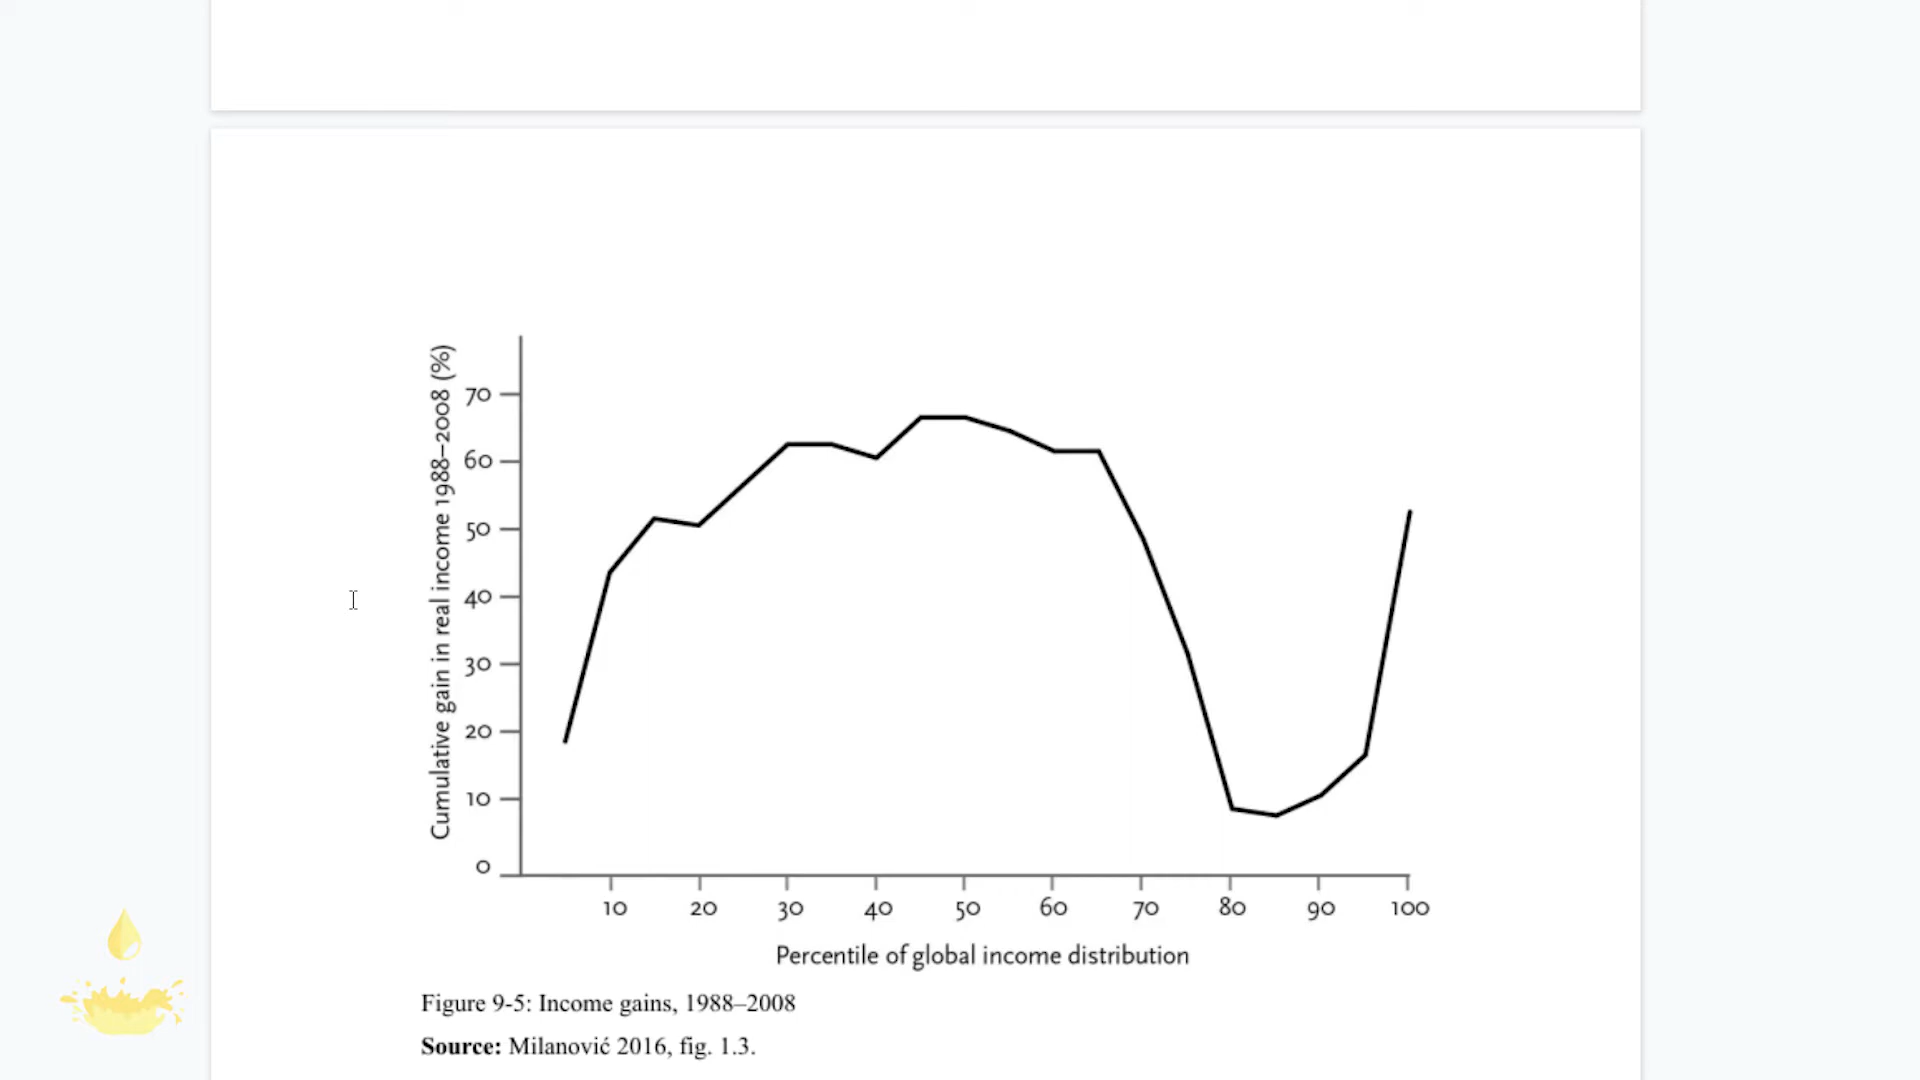 Cumulative gain in real income 1988–2008 (%)
70
60
50
40
30
20
10
0
10 20 30 40 50 60 70 80 90 100
Percentile of global income distribution
Figure 9-5: Income gains, 1988–2008
Source: Milanović 2016, fig. 1.3.